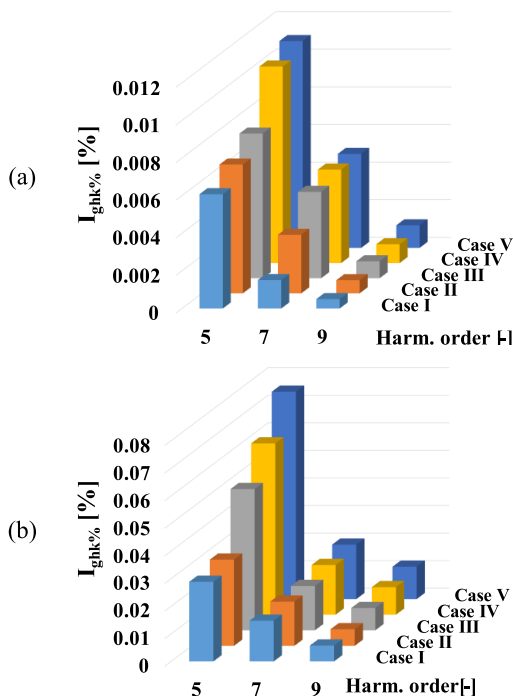 (a)
I_ghk% [%]
0.012
0.01
0.008
0.006
0.004
0.002
0
Case V
Case IV
Case III
Case II
Case I
5 7 9 Harm. order [-]
(b)
I_ghk% [%]
0.08
0.07
0.06
0.05
0.04
0.03
0.02
0.01
0
Case V
Case IV
Case III
Case II
Case I
5 7 9 Harm. order[-]